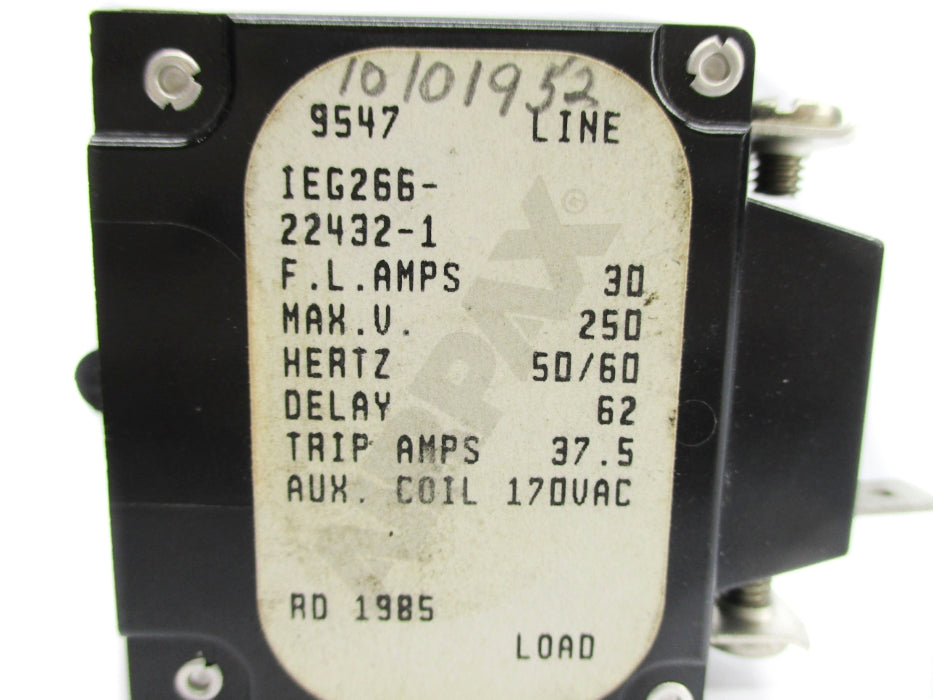 10101952
9547 LINE
IEG266-
22432-1
F.L.AMPS 30
MAX.V. 250
HERTZ 50/60
DELAY 62
TRIP AMPS 37.5
AUX. COIL 170VAC
RD 1985
LOAD
APPAX ®